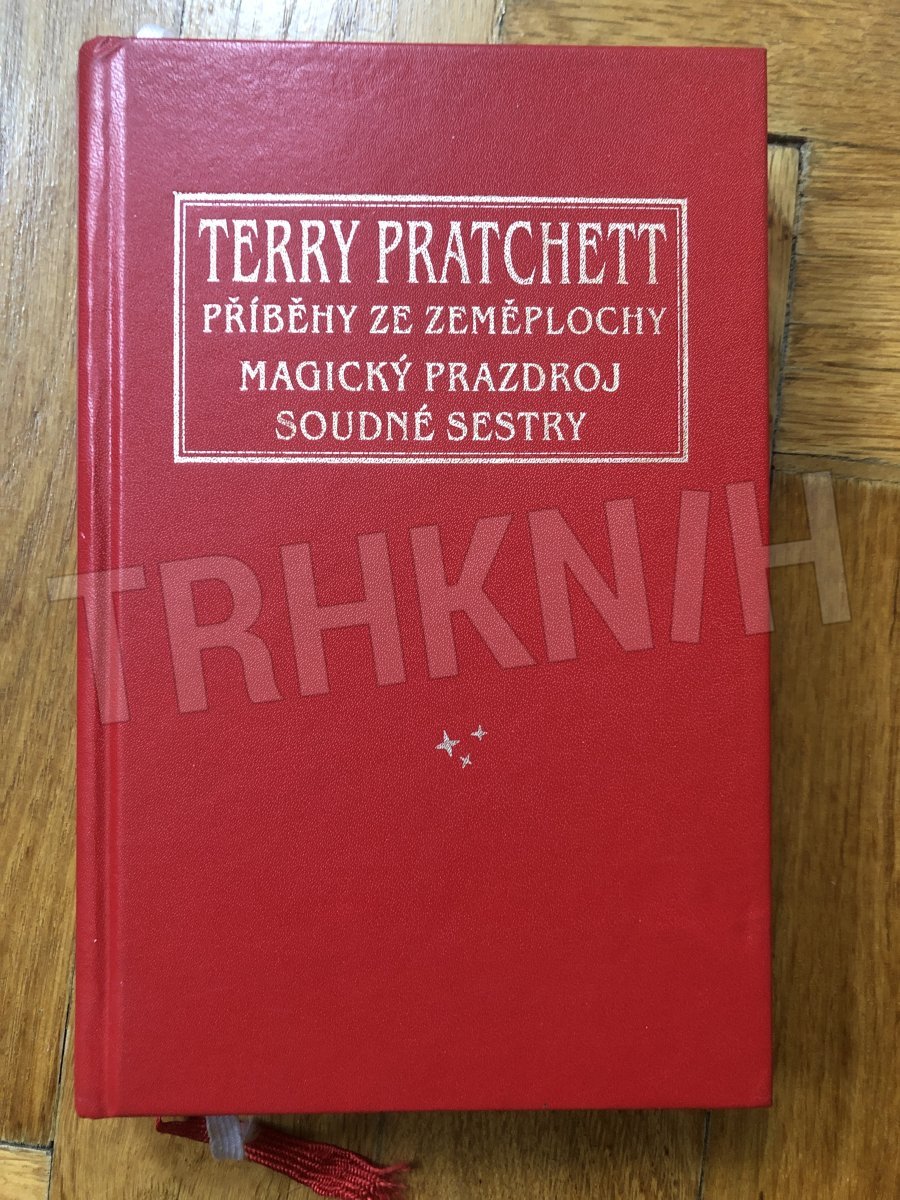 TERRY PRATCHETT
PŘÍBĚHY ZE ZEMĚPLOCHY
MAGICKÝ PRAZDROJ
SOUDNÉ SESTRY
TRHKNIH